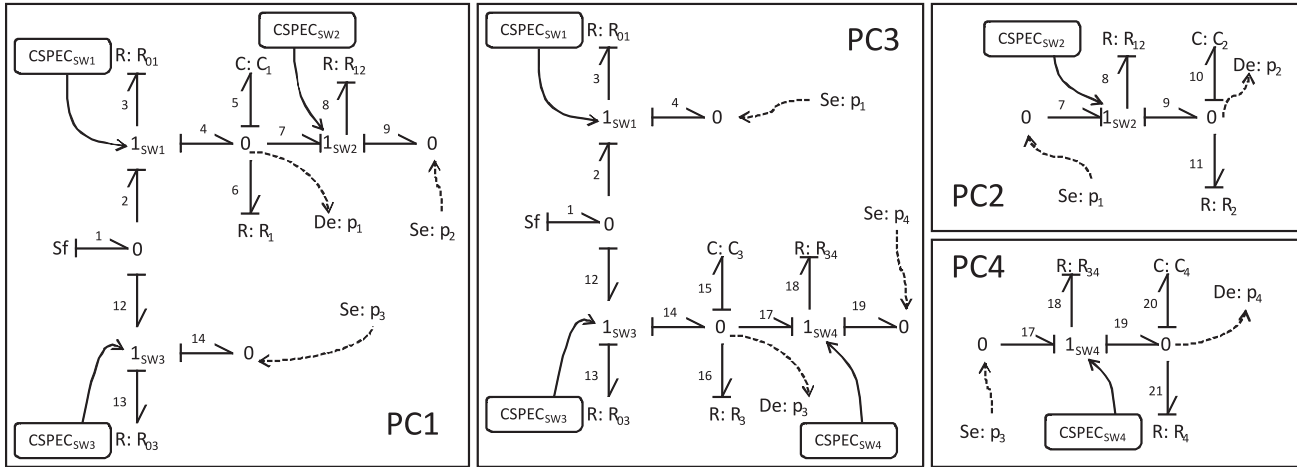 CSPEC_SW1
R: R_01
CSPEC_SW2
C: C_1
R: R_12
3
5
8
1_SW1
4
0
7
1_SW2
9
0
2
6
R: R_1
De: p_1
Se: p_2
Sf
1
0
12
Se: p_3
1_SW3
14
0
13
CSPEC_SW3
R: R_03
PC1
CSPEC_SW1
R: R_01
PC3
3
1_SW1
4
0
Se: p_1
2
Sf
1
0
Se: p_4
12
C: C_3
R: R_34
15
18
1_SW3
14
0
17
1_SW4
19
0
13
16
CSPEC_SW3
R: R_03
R: R_3
De: p_3
CSPEC_SW4
CSPEC_SW2
R: R_12
C: C_2
De: p_2
8
10
0
7
1_SW2
9
0
11
PC2
Se: p_1
R: R_2
PC4
R: R_34
C: C_4
De: p_4
18
20
0
17
1_SW4
19
0
21
Se: p_3
CSPEC_SW4
R: R_4